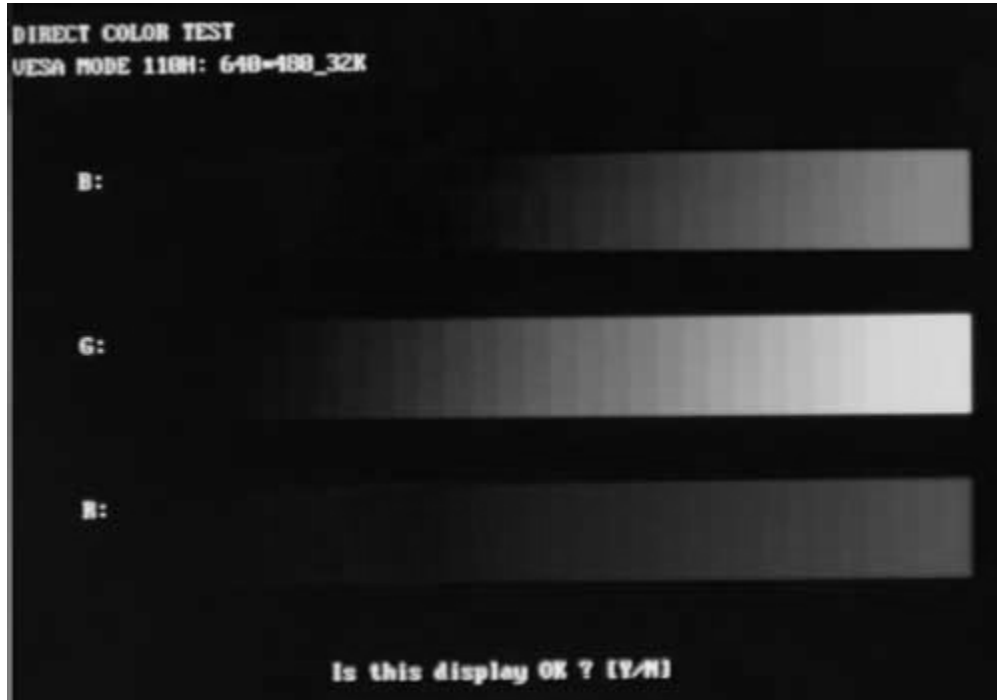 DIRECT COLOR TEST
VESA MODE 110H: 640*480_32K
B:
G:
R:
Is this display OK ? [Y/N]